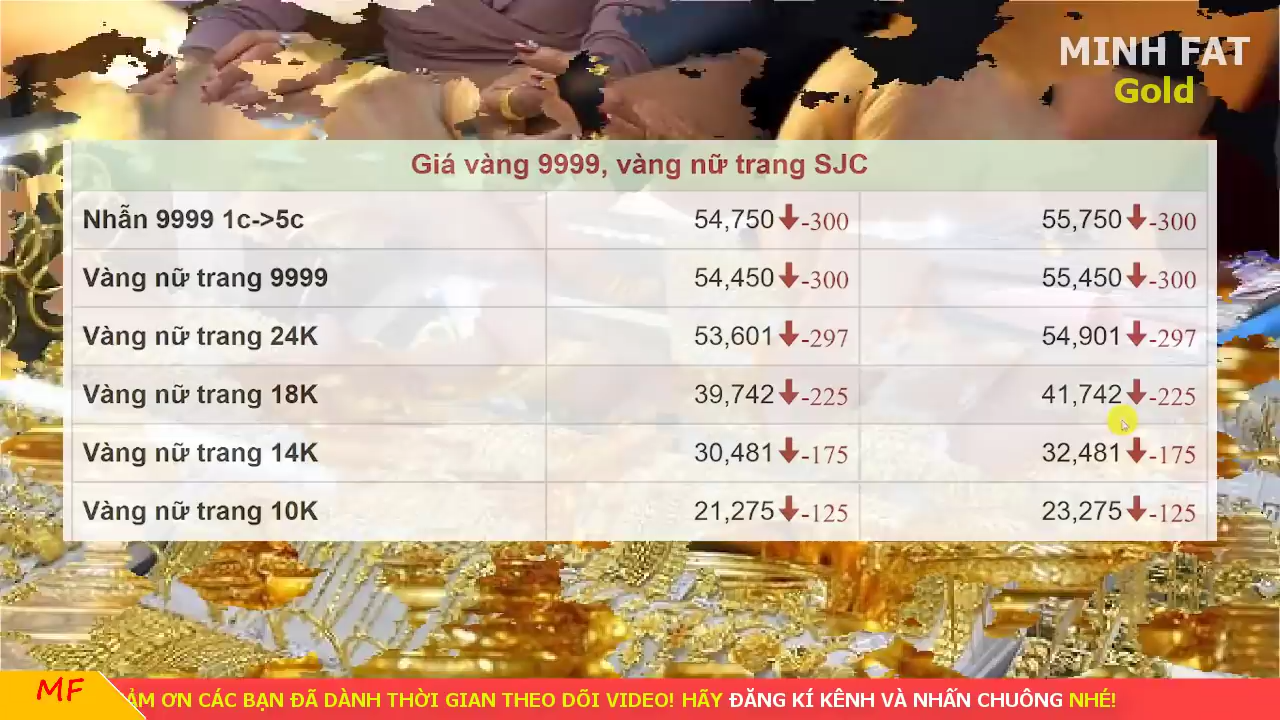 MINH FAT
Gold
Giá vàng 9999, vàng nữ trang SJC
Nhẫn 9999 1c->5c 54,750 -300 55,750 -300
Vàng nữ trang 9999 54,450 -300 55,450 -300
Vàng nữ trang 24K 53,601 -297 54,901 -297
Vàng nữ trang 18K 39,742 -225 41,742 -225
Vàng nữ trang 14K 30,481 -175 32,481 -175
Vàng nữ trang 10K 21,275 -125 23,275 -125
MF
ẢM ƠN CÁC BẠN ĐÃ DÀNH THỜI GIAN THEO DÕI VIDEO! HÃY ĐĂNG KÍ KÊNH VÀ NHẤN CHUÔNG NHÉ!